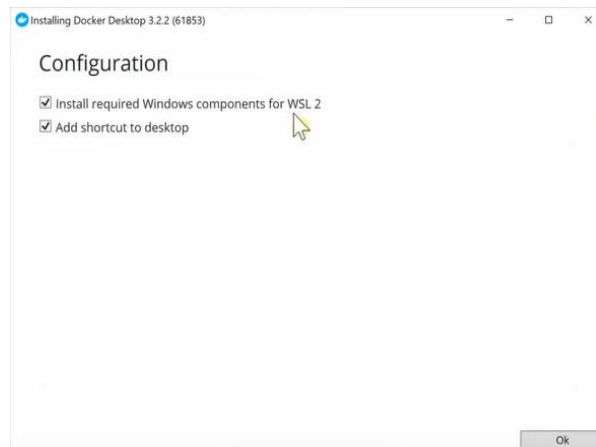 Installing Docker Desktop 3.2.2 (61853)
Configuration
Install required Windows components for WSL 2
Add shortcut to desktop
Ok